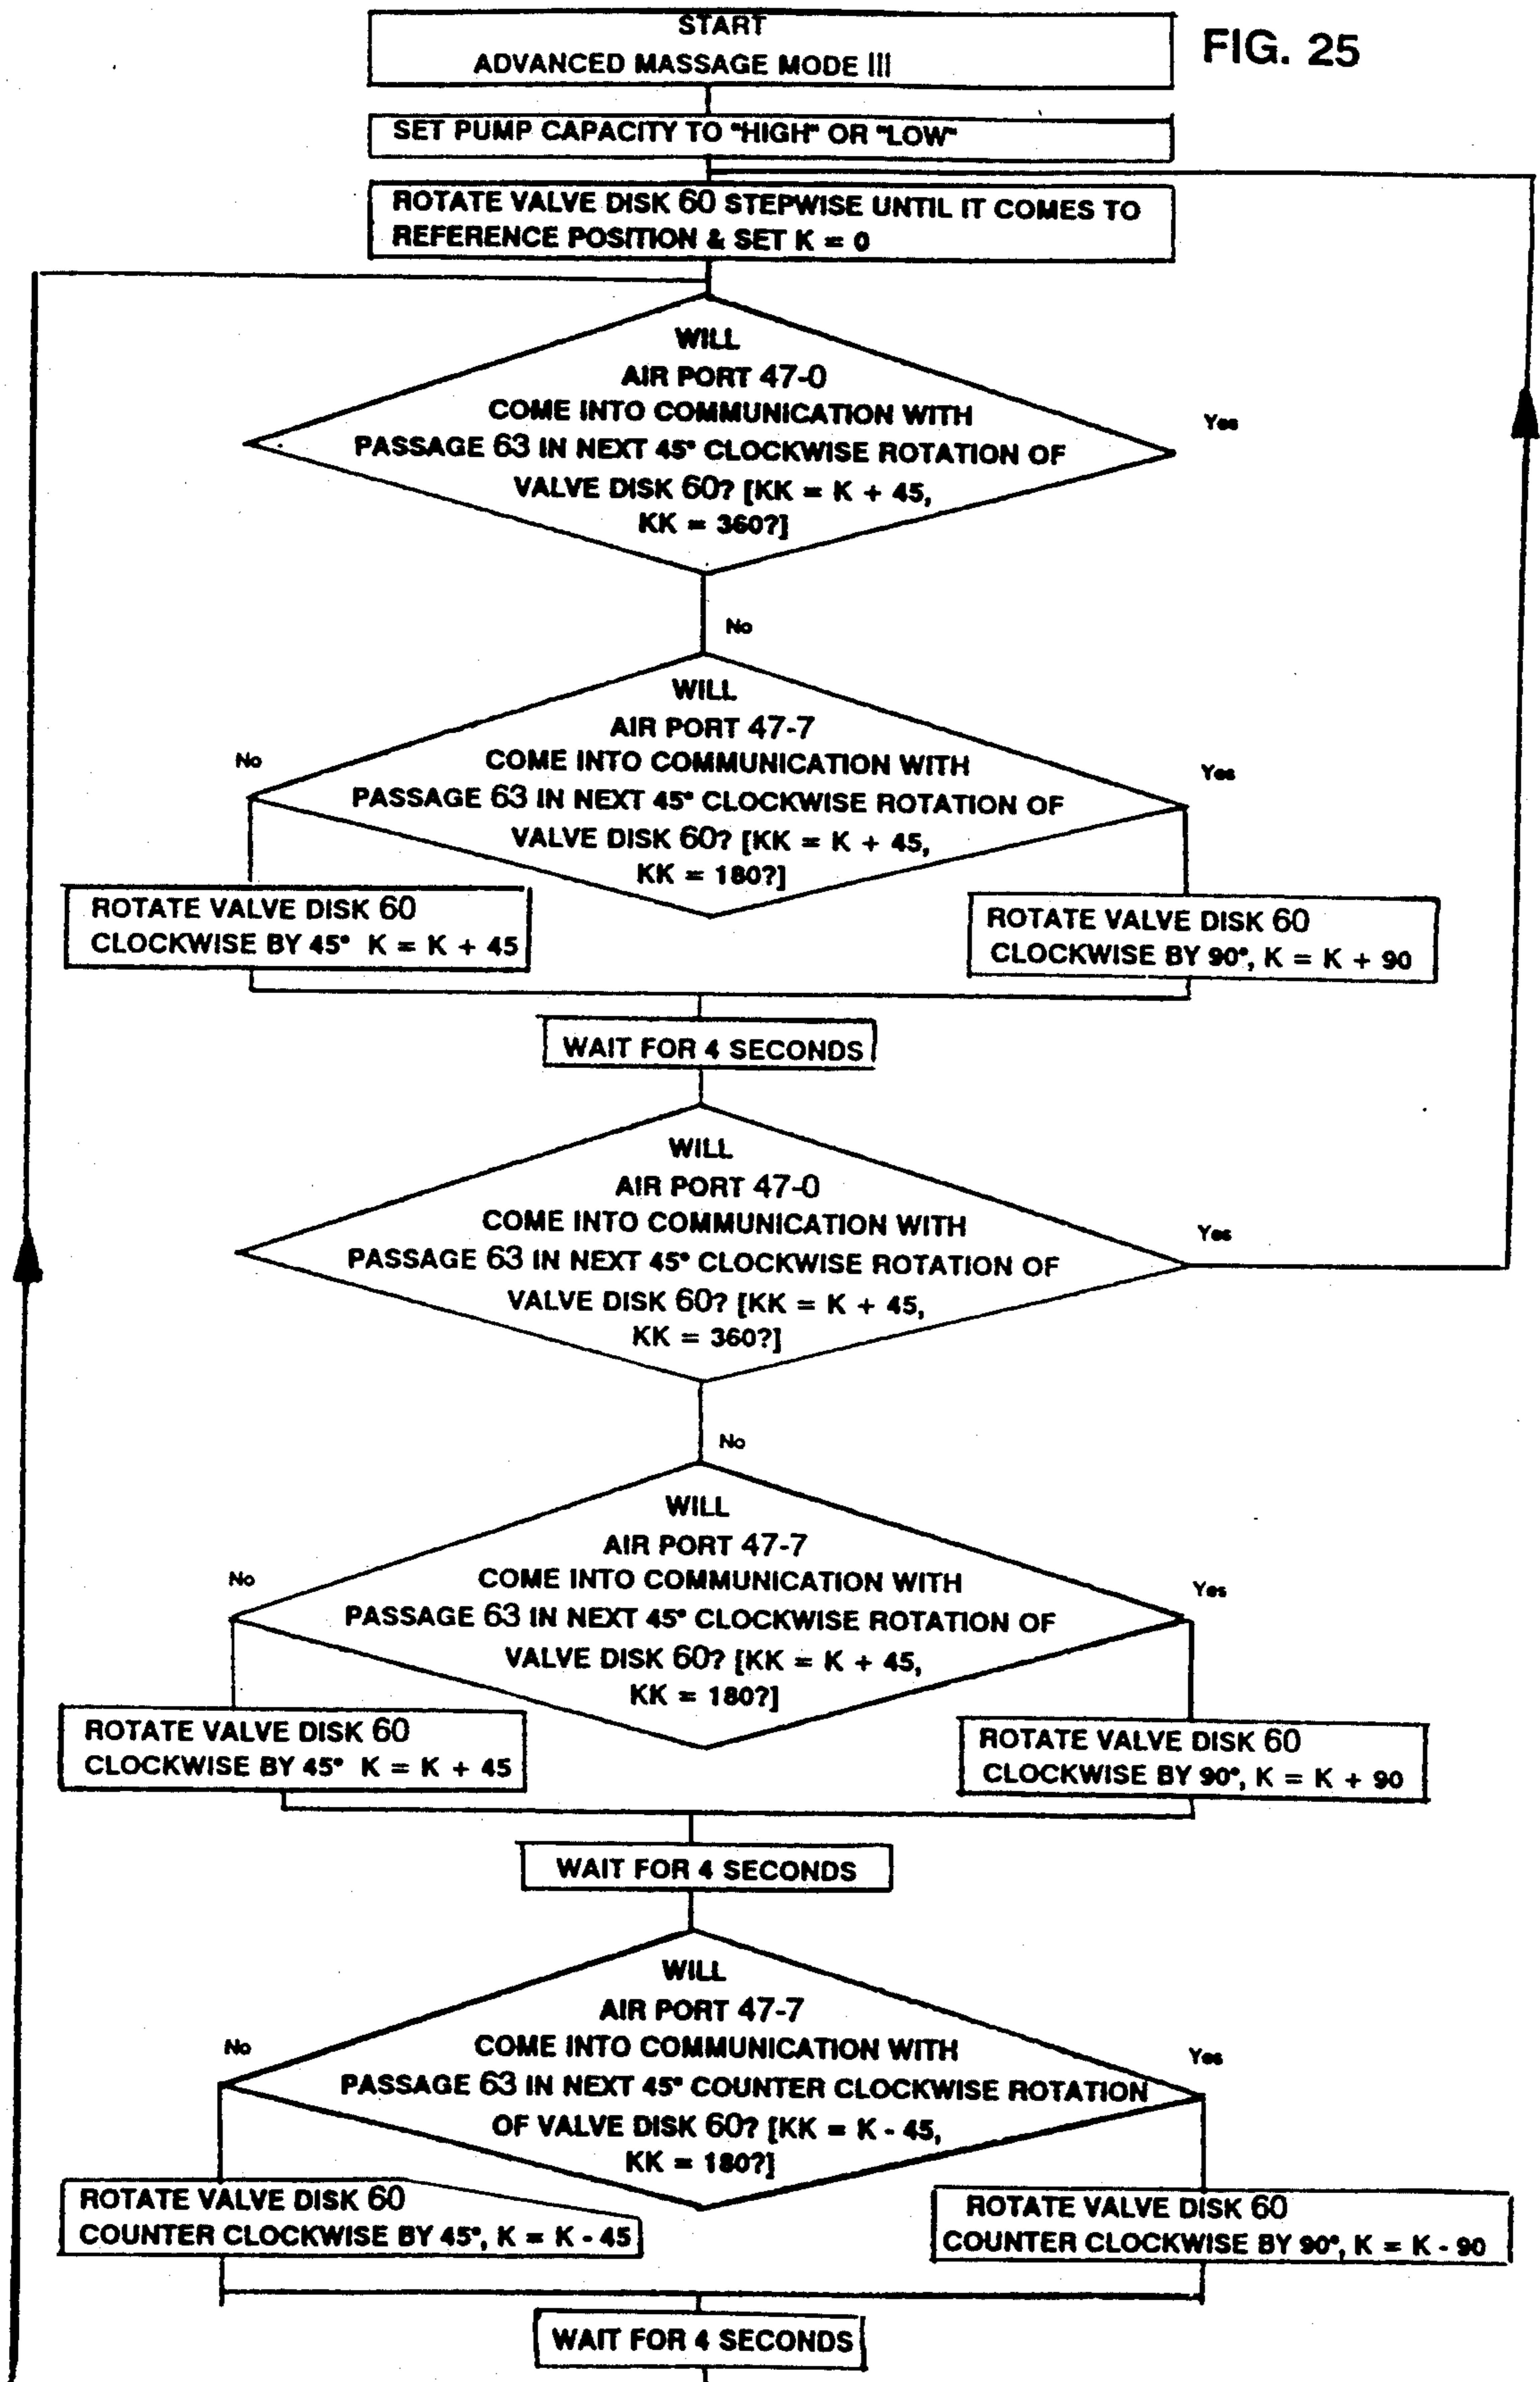 START
ADVANCED MASSAGE MODE III
FIG. 25
SET PUMP CAPACITY TO "HIGH" OR "LOW"
ROTATE VALVE DISK 60 STEPWISE UNTIL IT COMES TO
REFERENCE POSITION & SET K = 0
WILL
AIR PORT 47-0
COME INTO COMMUNICATION WITH
PASSAGE 63 IN NEXT 45° CLOCKWISE ROTATION OF
VALVE DISK 60? [KK = K + 45,
KK = 360?]
Yes
No
WILL
AIR PORT 47-7
COME INTO COMMUNICATION WITH
PASSAGE 63 IN NEXT 45° CLOCKWISE ROTATION OF
VALVE DISK 60? [KK = K + 45,
KK = 180?]
No
Yes
ROTATE VALVE DISK 60
CLOCKWISE BY 45° K = K + 45
ROTATE VALVE DISK 60
CLOCKWISE BY 90°, K = K + 90
WAIT FOR 4 SECONDS
WILL
AIR PORT 47-0
COME INTO COMMUNICATION WITH
PASSAGE 63 IN NEXT 45° CLOCKWISE ROTATION OF
VALVE DISK 60? [KK = K + 45,
KK = 360?]
Yes
No
WILL
AIR PORT 47-7
COME INTO COMMUNICATION WITH
PASSAGE 63 IN NEXT 45° CLOCKWISE ROTATION OF
VALVE DISK 60? [KK = K + 45,
KK = 180?]
No
Yes
ROTATE VALVE DISK 60
CLOCKWISE BY 45° K = K + 45
ROTATE VALVE DISK 60
CLOCKWISE BY 90°, K = K + 90
WAIT FOR 4 SECONDS
WILL
AIR PORT 47-7
COME INTO COMMUNICATION WITH
PASSAGE 63 IN NEXT 45° COUNTER CLOCKWISE ROTATION
OF VALVE DISK 60? [KK = K - 45,
KK = 180?]
No
Yes
ROTATE VALVE DISK 60
COUNTER CLOCKWISE BY 45°, K = K - 45
ROTATE VALVE DISK 60
COUNTER CLOCKWISE BY 90°, K = K - 90
WAIT FOR 4 SECONDS